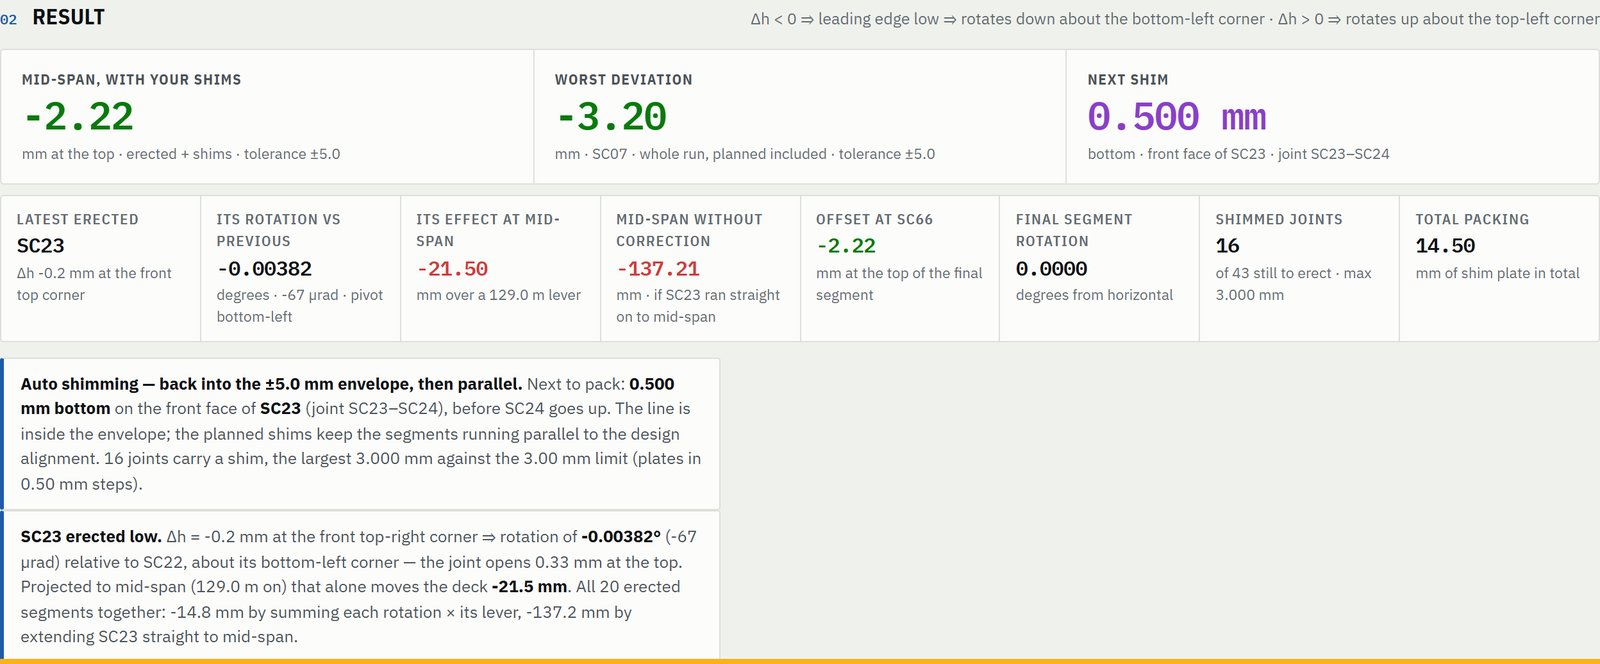 02 RESULT
Δh < 0 ⇒ leading edge low ⇒ rotates down about the bottom-left corner · Δh > 0 ⇒ rotates up about the top-left corner
MID-SPAN, WITH YOUR SHIMS
-2.22
mm at the top · erected + shims · tolerance ±5.0
WORST DEVIATION
-3.20
mm · SC07 · whole run, planned included · tolerance ±5.0
NEXT SHIM
0.500 mm
bottom · front face of SC23 · joint SC23–SC24
LATEST ERECTED
SC23
Δh -0.2 mm at the front
top corner
ITS ROTATION VS
PREVIOUS
-0.00382
degrees · -67 µrad · pivot
bottom-left
ITS EFFECT AT MID-
SPAN
-21.50
mm over a 129.0 m lever
MID-SPAN WITHOUT
CORRECTION
-137.21
mm · if SC23 ran straight
on to mid-span
OFFSET AT SC66
-2.22
mm at the top of the final
segment
FINAL SEGMENT
ROTATION
0.0000
degrees from horizontal
SHIMMED JOINTS
16
of 43 still to erect · max
3.000 mm
TOTAL PACKING
14.50
mm of shim plate in total
Auto shimming — back into the ±5.0 mm envelope, then parallel. Next to pack: 0.500
mm bottom on the front face of SC23 (joint SC23–SC24), before SC24 goes up. The line is
inside the envelope; the planned shims keep the segments running parallel to the design
alignment. 16 joints carry a shim, the largest 3.000 mm against the 3.00 mm limit (plates in
0.50 mm steps).
SC23 erected low. Δh = -0.2 mm at the front top-right corner ⇒ rotation of -0.00382° (-67
µrad) relative to SC22, about its bottom-left corner — the joint opens 0.33 mm at the top.
Projected to mid-span (129.0 m on) that alone moves the deck -21.5 mm. All 20 erected
segments together: -14.8 mm by summing each rotation × its lever, -137.2 mm by
extending SC23 straight to mid-span.